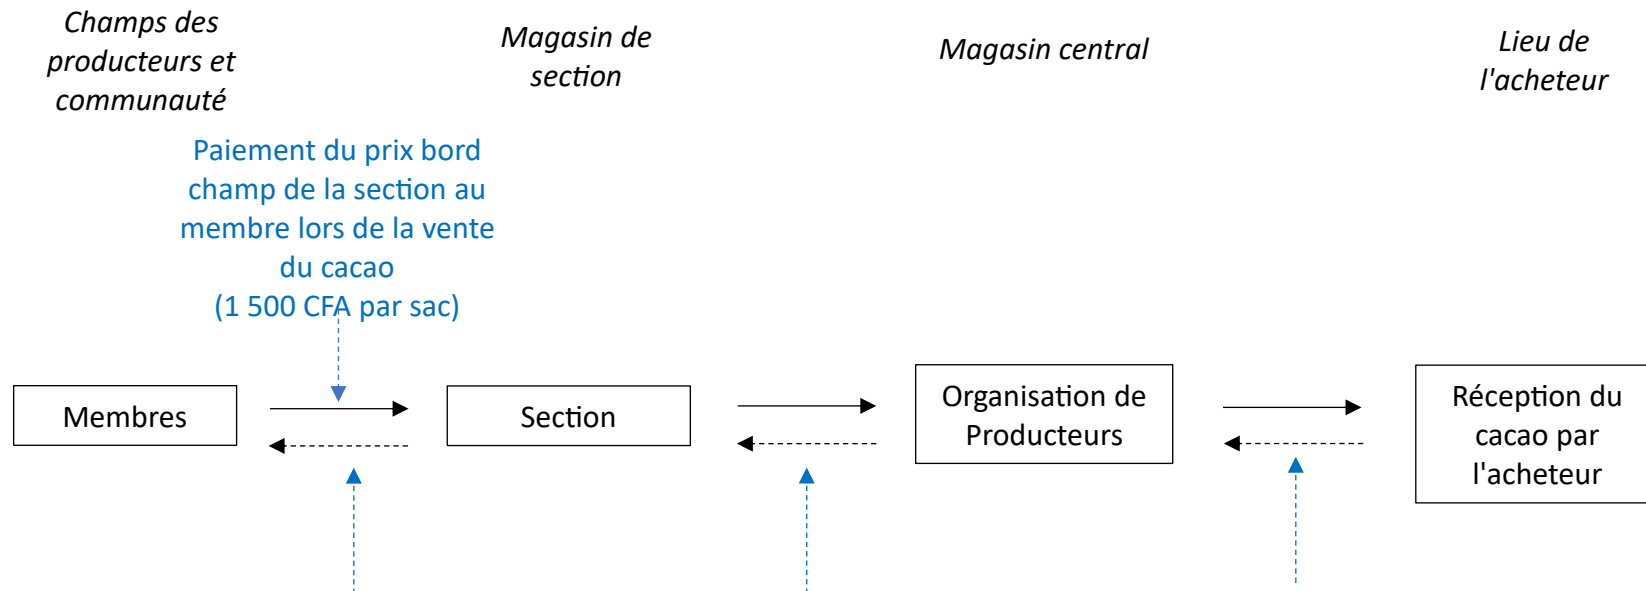 Champs des
producteurs et
communauté
Magasin de
section
Magasin central
Lieu de
l'acheteur
Paiement du prix bord
champ de la section au
membre lors de la vente
du cacao
(1 500 CFA par sac)
Membres
Section
Organisation de
Producteurs
Réception du
cacao par
l'acheteur